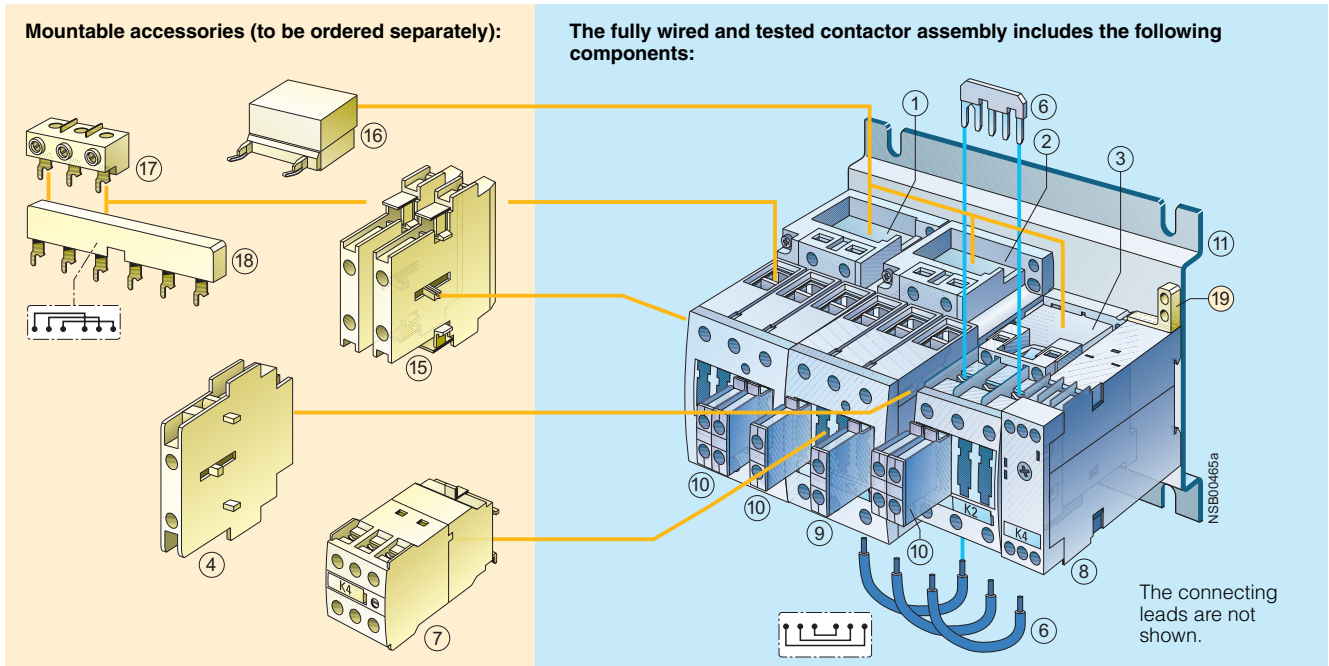 Mountable accessories (to be ordered separately):
The fully wired and tested contactor assembly includes the following
components:
16
17
18
15
4
K4
7
6
1
2
3
11
19
10
10
9
10
K2
K4
8
6
NSB00465a
The connecting
leads are not
shown.